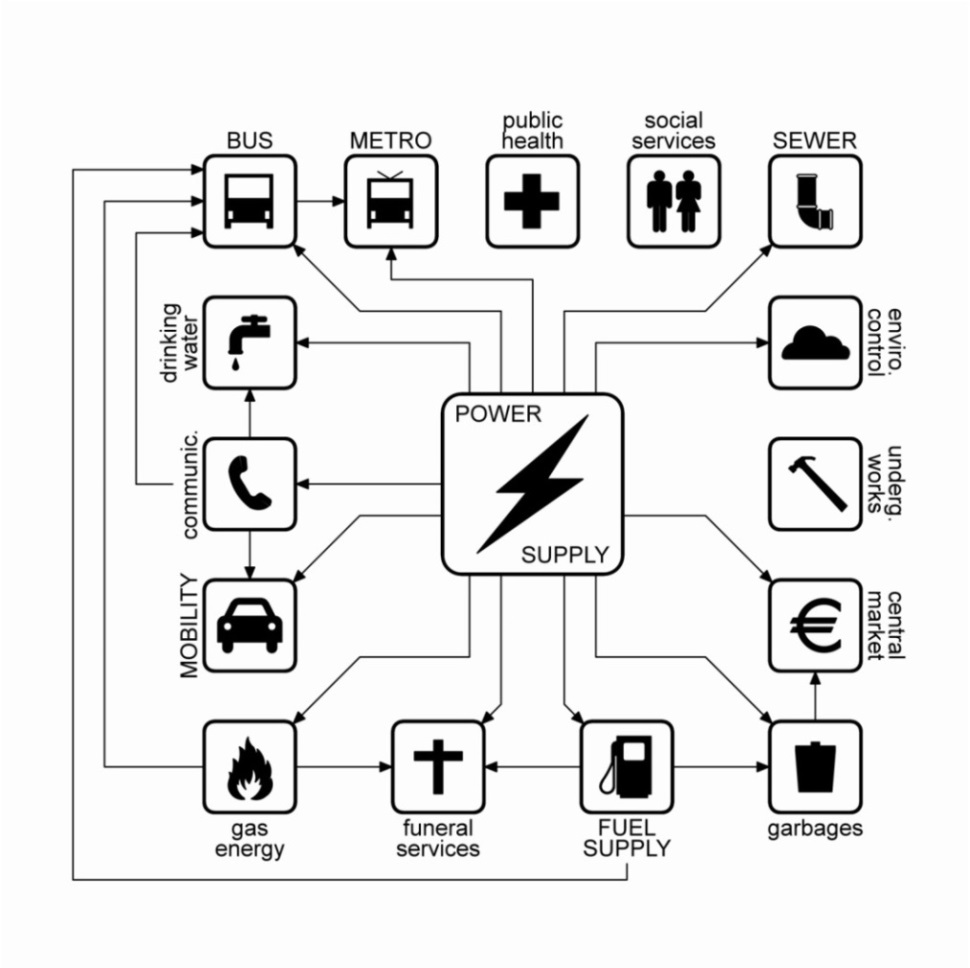 BUS
METRO
public
health
social
services
SEWER
drinking
water
enviro.
control
POWER
SUPPLY
communic.
underg.
works
MOBILITY
central
market
€
gas
energy
funeral
services
FUEL
SUPPLY
garbages